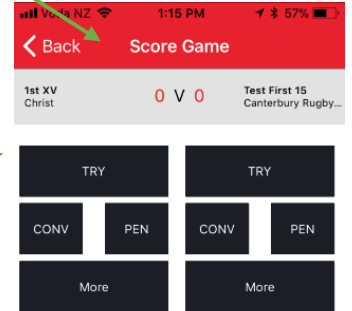 Voda NZ 1:15 PM 57%
Back Score Game
1st XV 0 V 0 Test First 15
Christ Canterbury Rugby...
TRY TRY
CONV PEN CONV PEN
More More